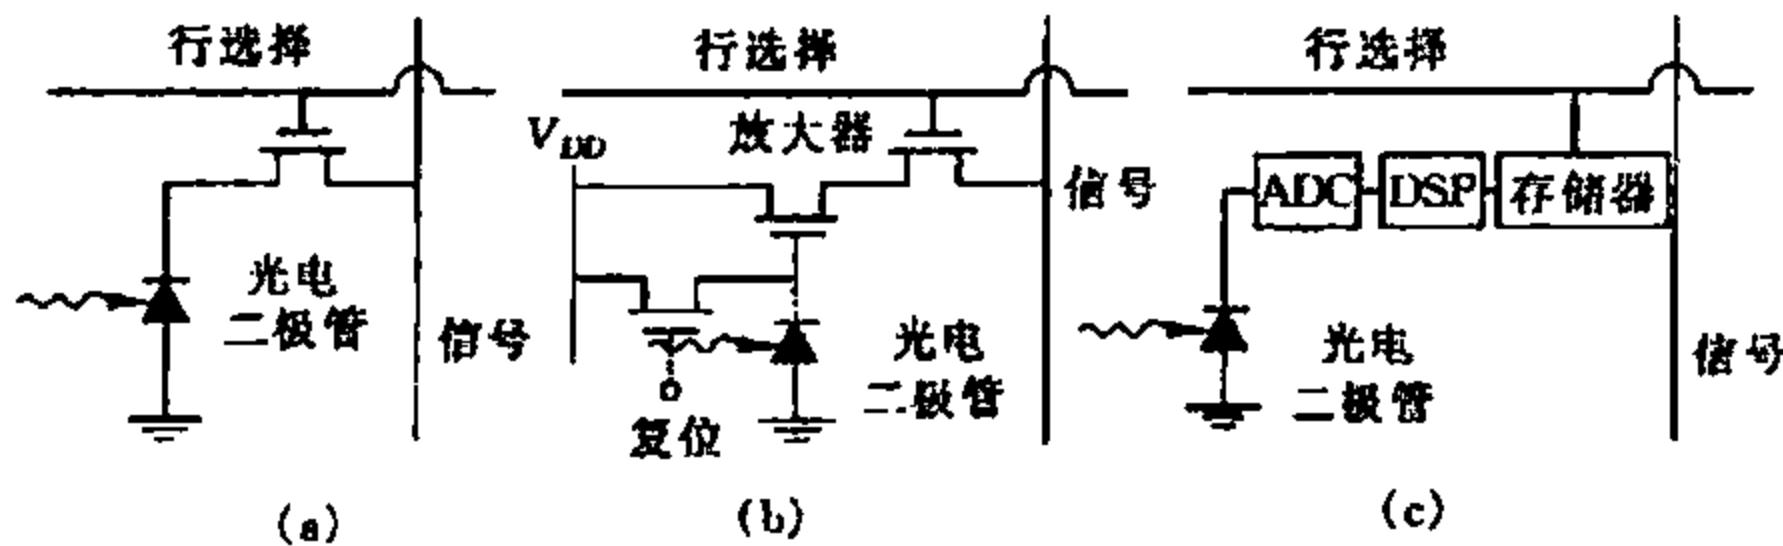 行选择
信号
光电
二极管
(a)
行选择
V_DD
放大器
信号
光电
二极管
复位
(b)
行选择
ADC
DSP
存储器
光电
二极管
信号
(c)